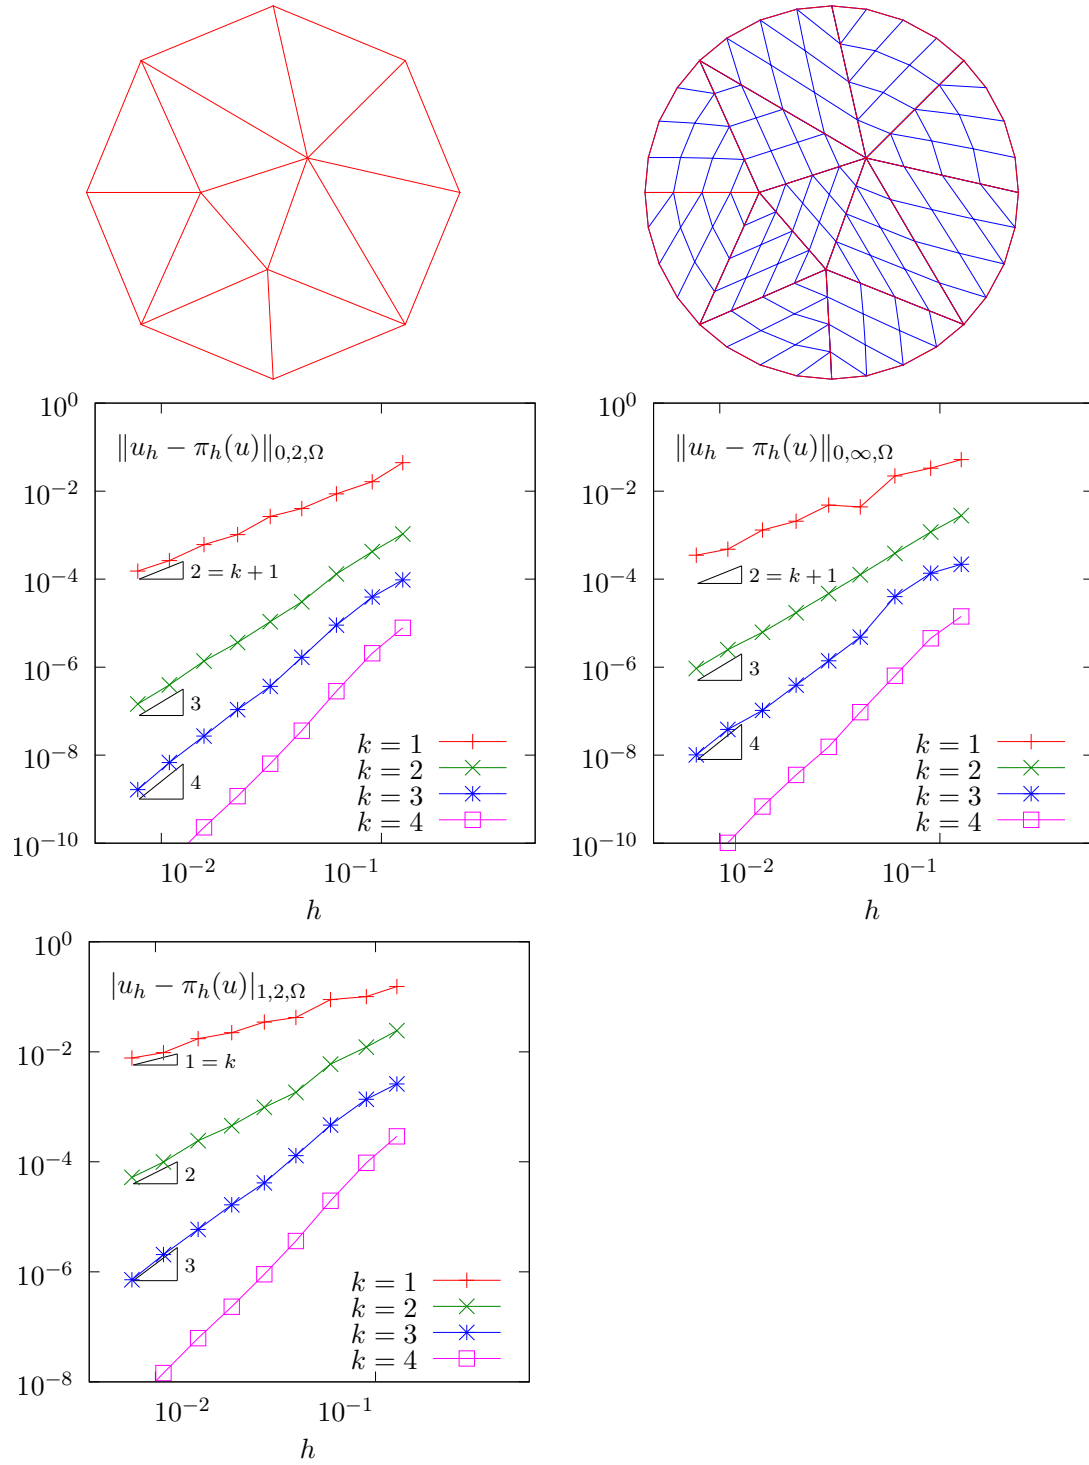 10^0
10^−2
10^−4
10^−6
10^−8
10^−10
‖u_h − π_h(u)‖_{0,2,Ω}
2 = k + 1
3
4
k = 1
k = 2
k = 3
k = 4
10^−2
10^−1
h
10^0
10^−2
10^−4
10^−6
10^−8
10^−10
‖u_h − π_h(u)‖_{0,∞,Ω}
2 = k + 1
3
4
k = 1
k = 2
k = 3
k = 4
10^−2
10^−1
h
10^0
10^−2
10^−4
10^−6
10^−8
|u_h − π_h(u)|_{1,2,Ω}
1 = k
2
3
k = 1
k = 2
k = 3
k = 4
10^−2
10^−1
h